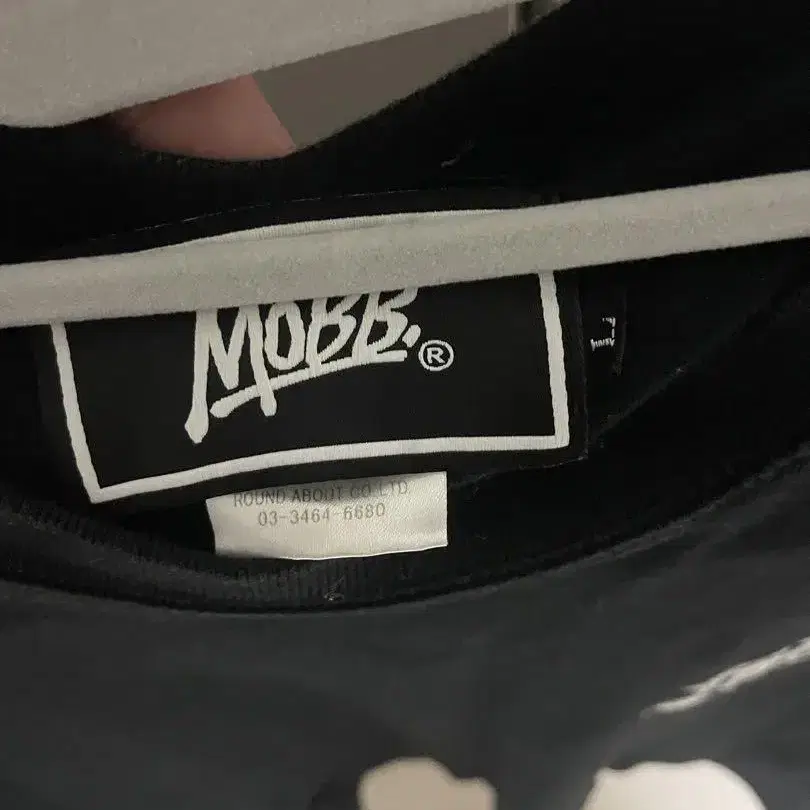 MOBB.®
L
ROUND ABOUT CO.LTD.
03-3464-6680